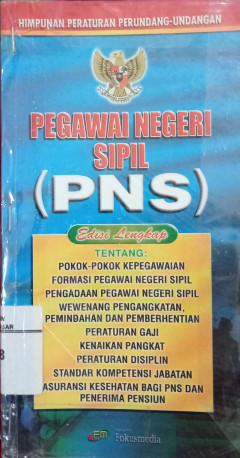 HIMPUNAN PERATURAN PERUNDANG-UNDANGAN
PEGAWAI NEGERI
SIPIL
(PNS)
Edisi Lengkap
TENTANG:
POKOK-POKOK KEPEGAWAIAN
FORMASI PEGAWAI NEGERI SIPIL
PENGADAAN PEGAWAI NEGERI SIPIL
WEWENANG PENGANGKATAN,
PEMINDAHAN DAN PEMBERHENTIAN
PERATURAN GAJI
KENAIKAN PANGKAT
PERATURAN DISIPLIN
STANDAR KOMPETENSI JABATAN
ASURANSI KESEHATAN BAGI PNS DAN
PENERIMA PENSIUN
Fokusmedia